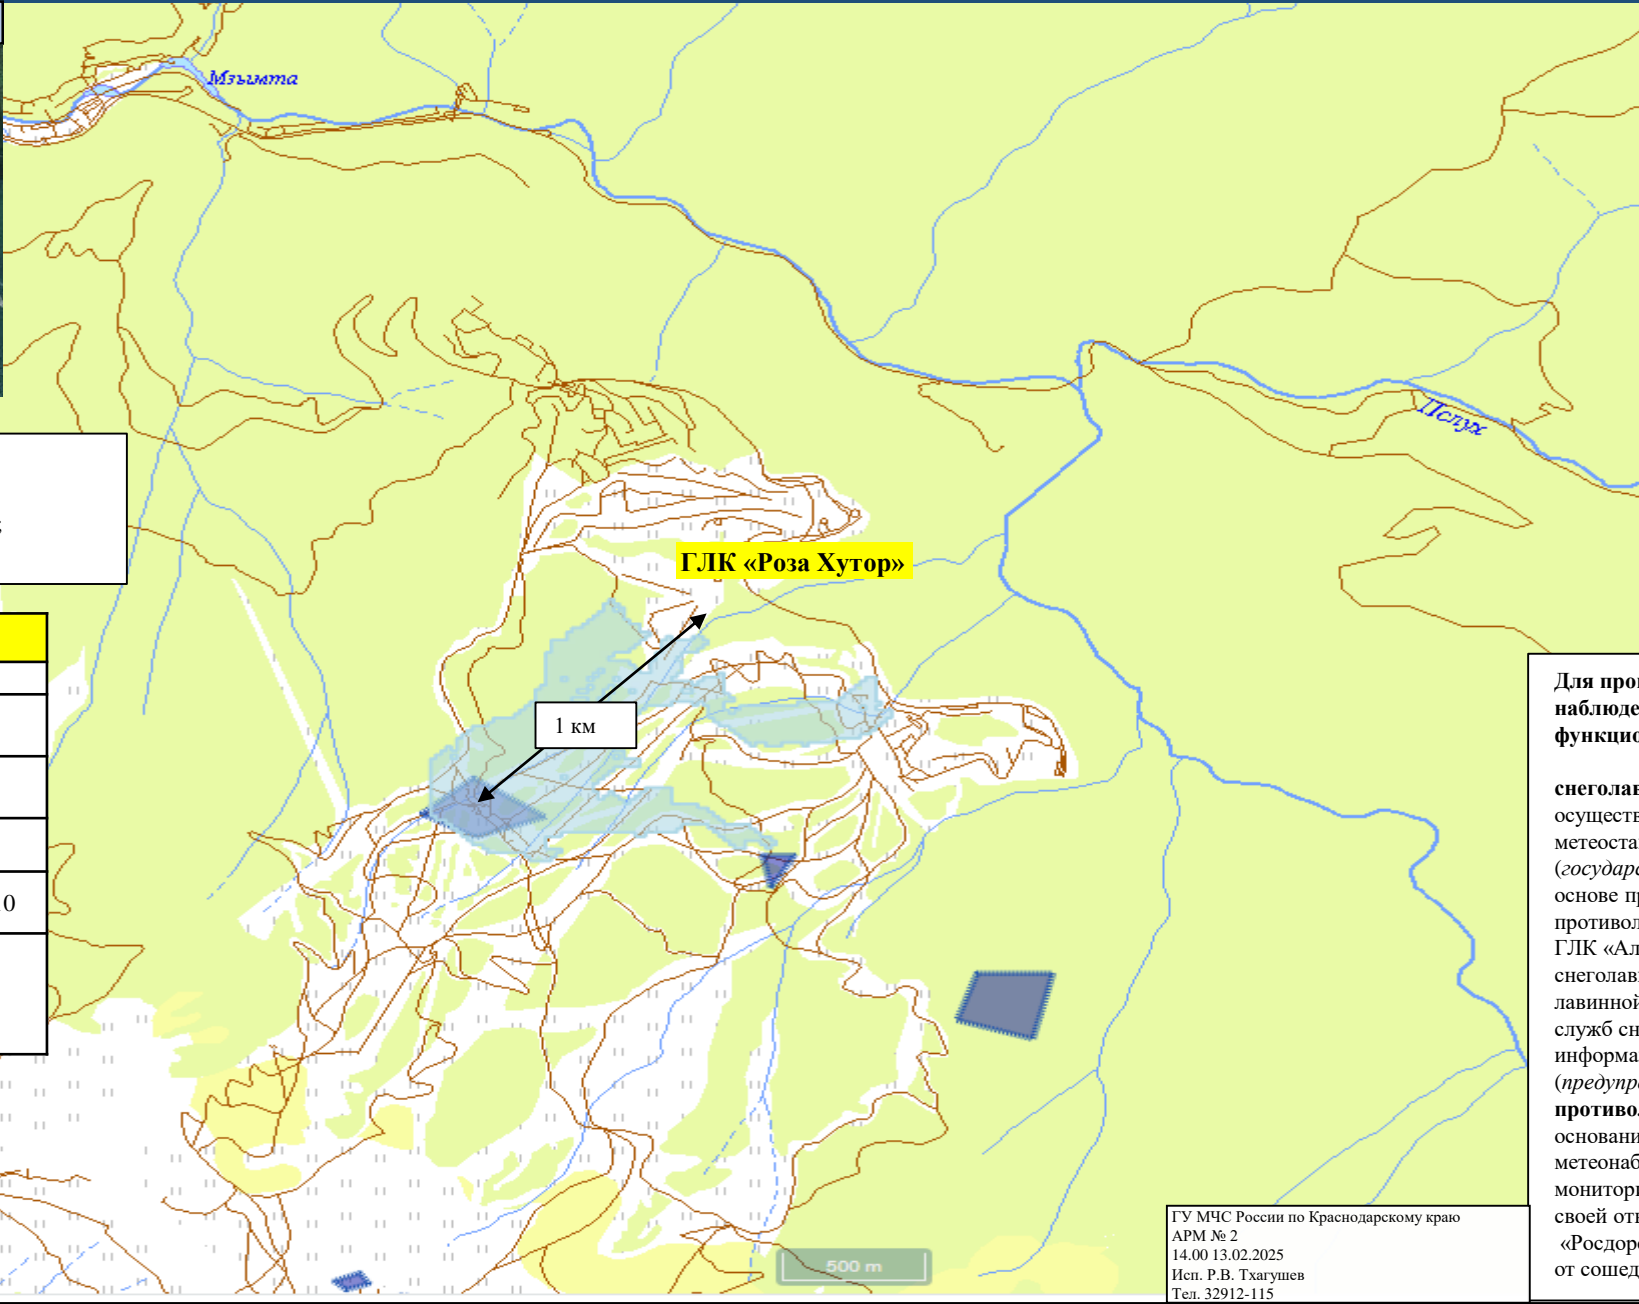 Мзымта
Пслух
ГЛК «Роза Хутор»
1 км
0
Для про
наблюде
функцио
снеголав
осуществ
метеоста
(государс
основе пр
противол
ГЛК «Ал
снеголав
лавинной
служб сн
информа
(предупре
противол
основани
метеонаб
монитори
своей отв
«Росдор
от сошед
500 m
ГУ МЧС России по Краснодарскому краю
АРМ № 2
14.00 13.02.2025
Исп. Р.В. Тхагушев
Тел. 32912-115